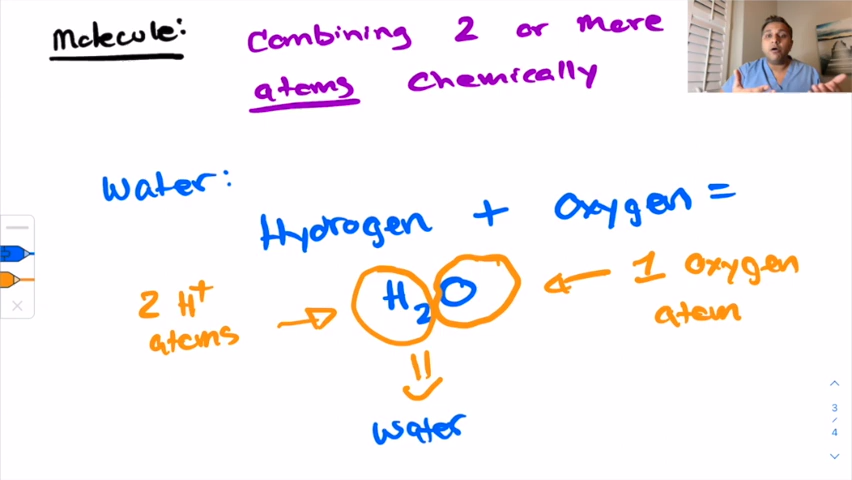 Molecule: Combining 2 or more
atoms chemically
Water:
Hydrogen + Oxygen =
2 H+ atoms
H2O
1 Oxygen atom
water
3
/
4